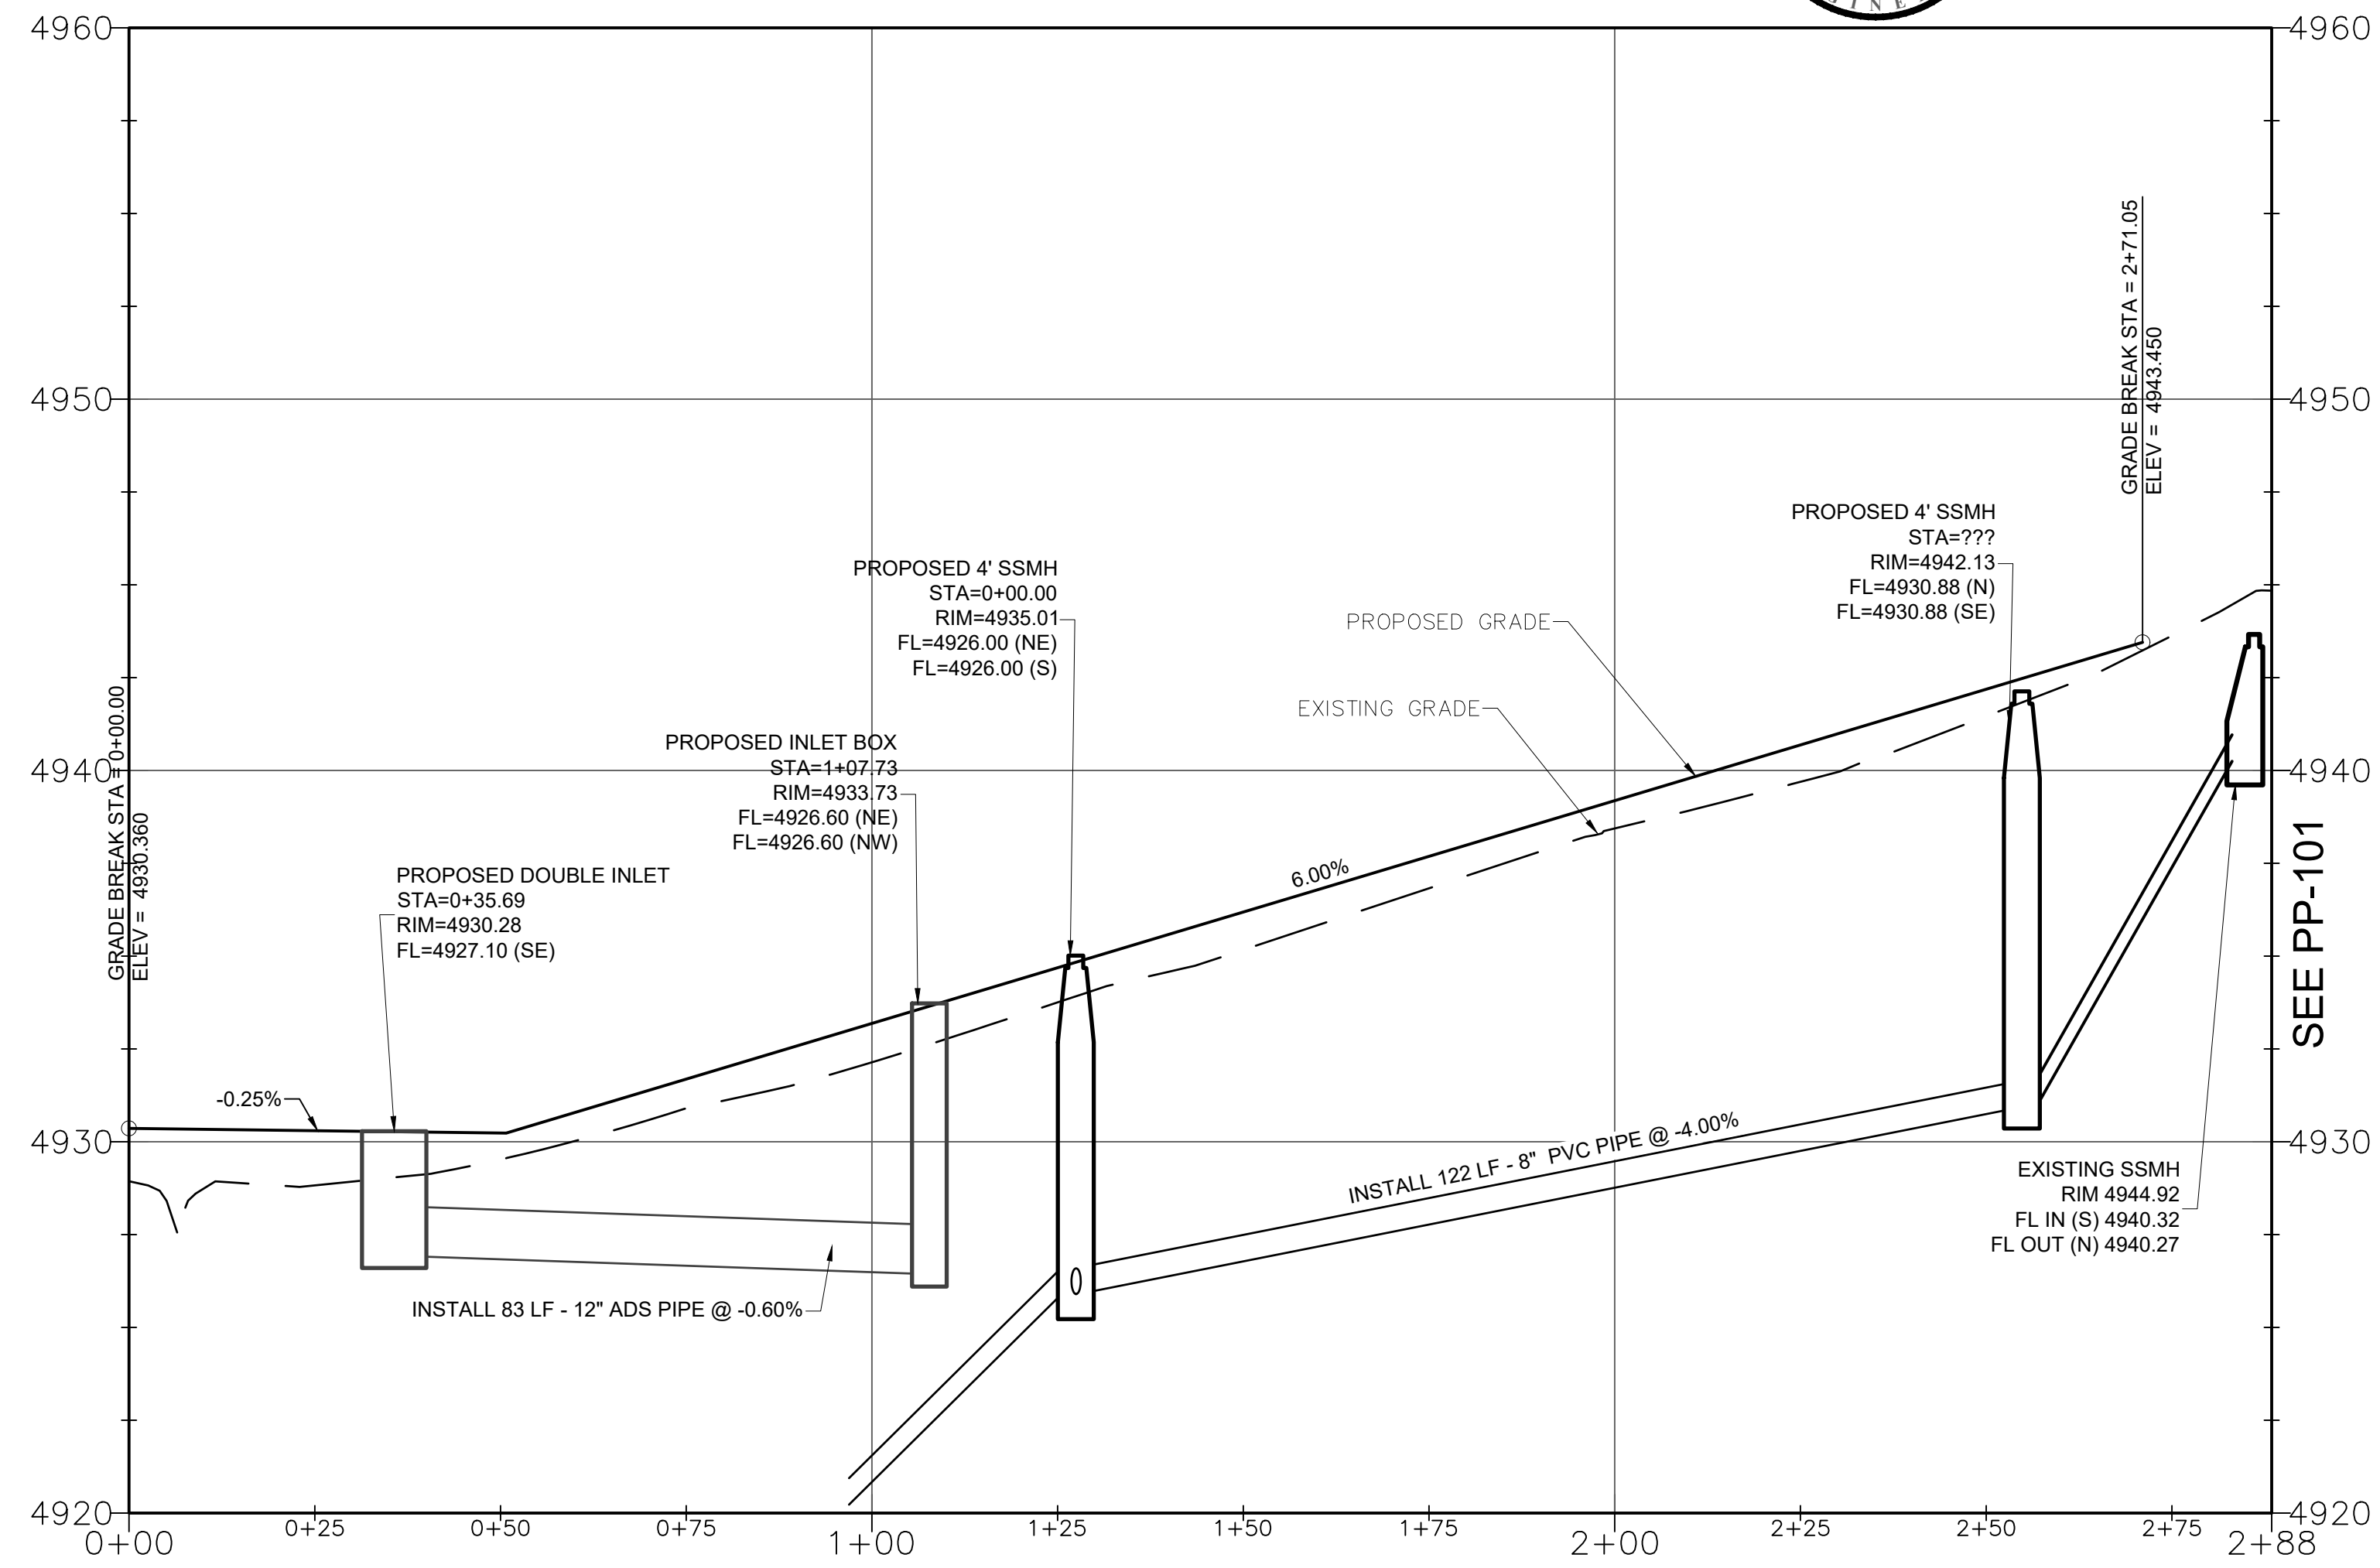 I N E
4960
4960
4950
4950
4940
4940
4930
4930
4920
4920
GRADE BREAK STA = 0+00.00
ELEV = 4930.360
GRADE BREAK STA = 2+71.05
ELEV = 4943.450
PROPOSED 4' SSMH
STA=???
RIM=4942.13
FL=4930.88 (N)
FL=4930.88 (SE)
PROPOSED 4' SSMH
STA=0+00.00
RIM=4935.01
FL=4926.00 (NE)
FL=4926.00 (S)
PROPOSED GRADE
EXISTING GRADE
PROPOSED INLET BOX
STA=1+07.73
RIM=4933.73
FL=4926.60 (NE)
FL=4926.60 (NW)
PROPOSED DOUBLE INLET
STA=0+35.69
RIM=4930.28
FL=4927.10 (SE)
6.00%
-0.25%
SEE PP-101
INSTALL 122 LF - 8" PVC PIPE @ -4.00%
EXISTING SSMH
RIM 4944.92
FL IN (S) 4940.32
FL OUT (N) 4940.27
INSTALL 83 LF - 12" ADS PIPE @ -0.60%
0+00
0+25
0+50
0+75
1+00
1+25
1+50
1+75
2+00
2+25
2+50
2+75
2+88